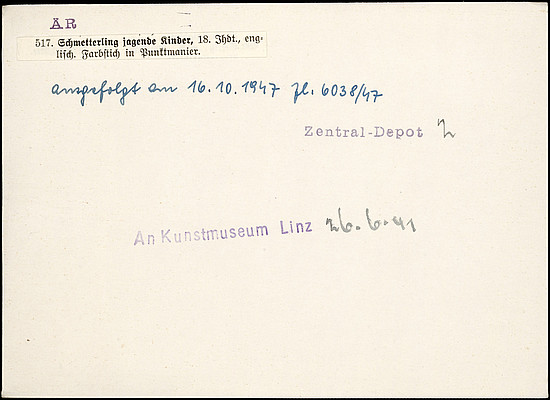 ÄR
517. Schmetterling jagende Kinder, 18. Jhdt., eng-
lisch. Farbstich in Punktmanier.
ausgefolgt am 16.10.1947 zl. 6038/47
Zentral-Depot 2
An Kunstmuseum Linz 26.6.41